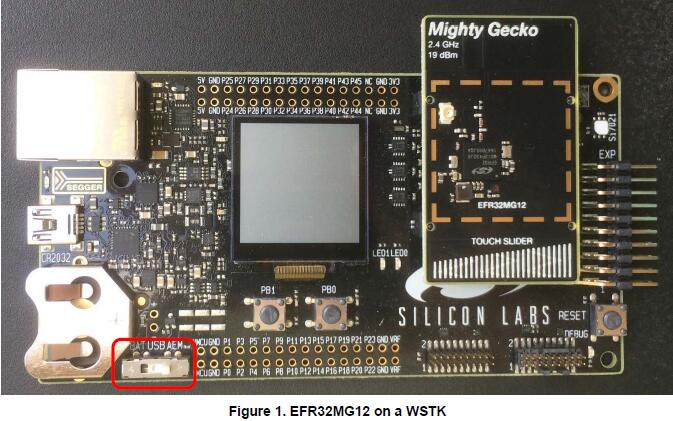 Mighty Gecko
2.4 GHz
19 dBm
5V GND P25 P27 P29 P31 P33 P35 P37 P39 P41 P43 P45 NC GND 3V3
5V GND P24 P26 P28 P30 P32 P34 P36 P38 P40 P42 P44 NC GND 3V3
SEGGER
EFR32MG12
EXP
TOUCH SLIDER
CR2032
LED1 LED0
PB1
PB0
SILICON LABS
RESET
DEBUG
BAT USB AEM
VMCU GND P1 P3 P5 P7 P9 P11 P13 P15 P17 P19 P21 P23 GND VRF
VMCU GND P0 P2 P4 P6 P8 P10 P12 P14 P16 P18 P20 P22 GND VRF
1
2
1
2
Figure 1. EFR32MG12 on a WSTK